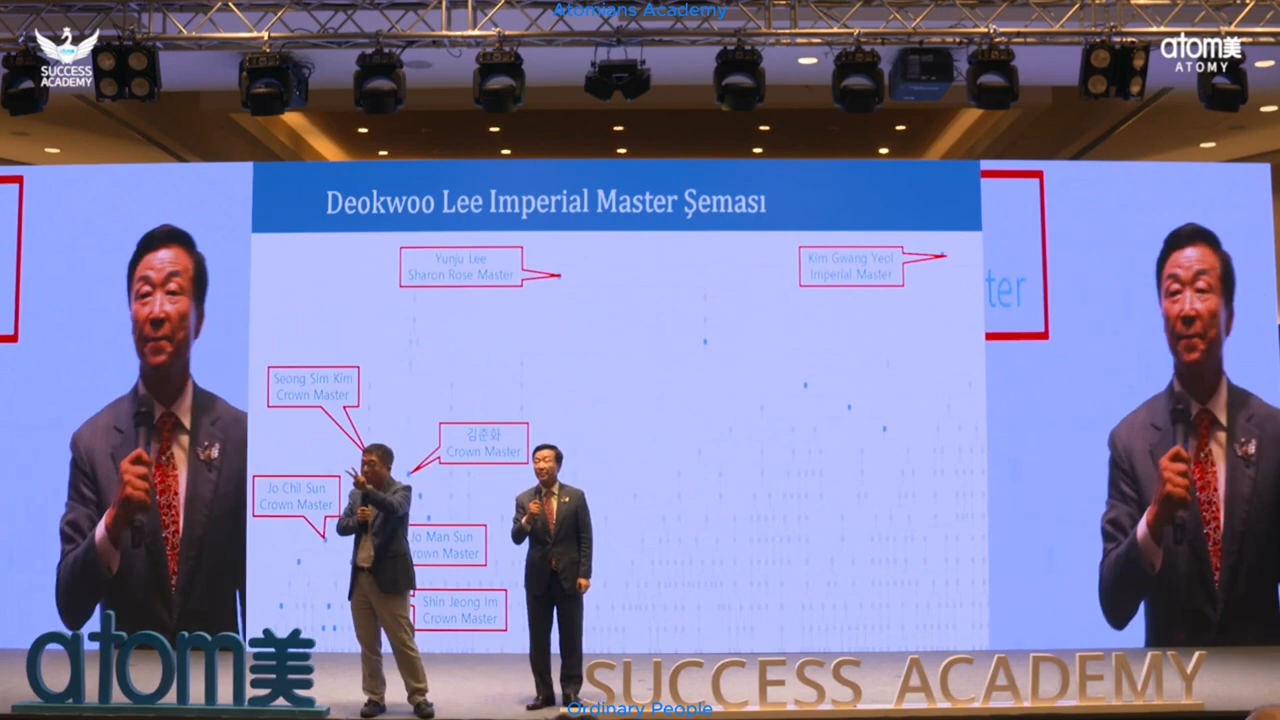 Atomians Academy
SUCCESS
ACADEMY
atom美
ATOMY
Deokwoo Lee Imperial Master Şeması
Yunju Lee
Sharon Rose Master
Kim Gwang Yeol
Imperial Master
ter
Seong Sim Kim
Crown Master
김춘화
Crown Master
Jo Chil Sun
Crown Master
Jo Man Sun
rown Master
Shin Jeong Im
Crown Master
atom美
SUCCESS ACADEMY
Ordinary People